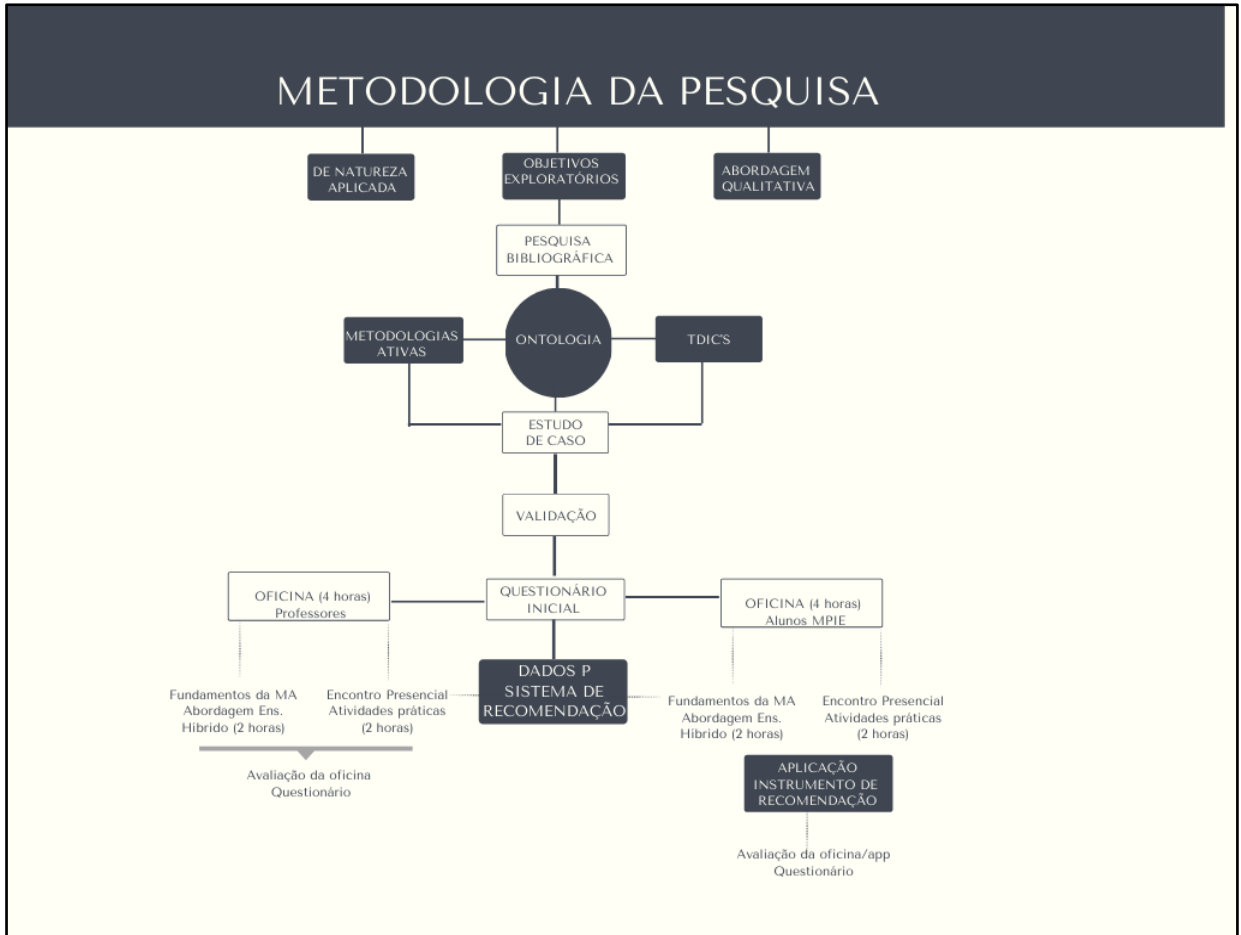 METODOLOGIA DA PESQUISA
DE NATUREZA
APLICADA
OBJETIVOS
EXPLORATÓRIOS
ABORDAGEM
QUALITATIVA
PESQUISA
BIBLIOGRÁFICA
METODOLOGIAS
ATIVAS
ONTOLOGIA
TDIC'S
ESTUDO
DE CASO
VALIDAÇÃO
OFICINA (4 horas)
Professores
QUESTIONÁRIO
INICIAL
OFICINA (4 horas)
Alunos MPIE
Fundamentos da MA
Abordagem Ens.
Híbrido (2 horas)
Encontro Presencial
Atividades práticas
(2 horas)
DADOS P
SISTEMA DE
RECOMENDAÇÃO
Fundamentos da MA
Abordagem Ens.
Híbrido (2 horas)
Encontro Presencial
Atividades práticas
(2 horas)
Avaliação da oficina
Questionário
APLICAÇÃO
INSTRUMENTO DE
RECOMENDAÇÃO
Avaliação da oficina/app
Questionário